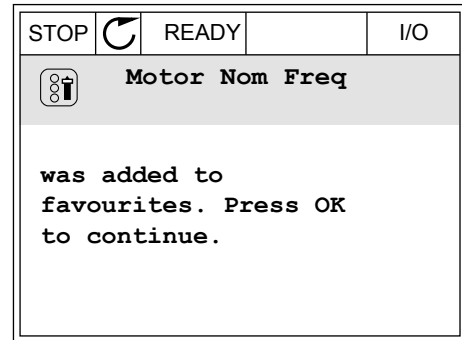 STOP READY I/O
Motor Nom Freq
was added to
favourites. Press OK
to continue.